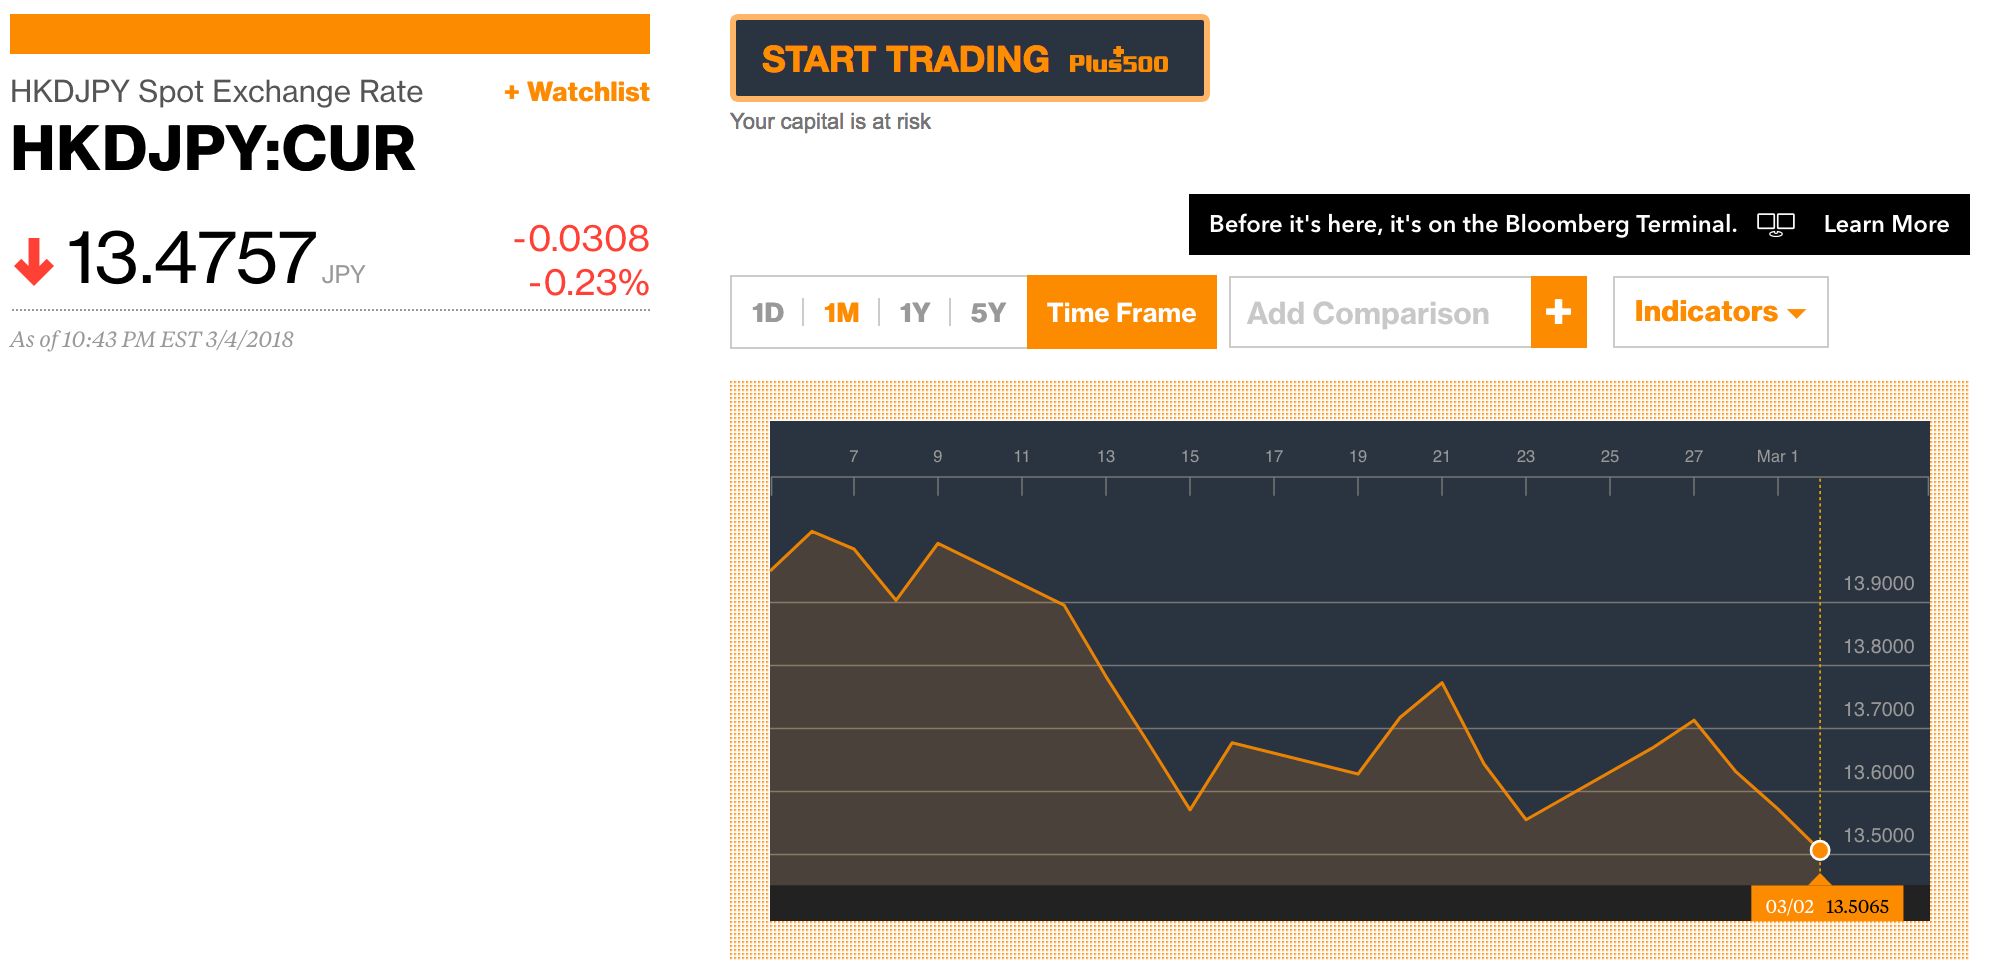 HKDJPY Spot Exchange Rate
+ Watchlist
HKDJPY:CUR
13.4757 JPY
-0.0308
-0.23%
As of 10:43 PM EST 3/4/2018
START TRADING Plus500
Your capital is at risk
Before it's here, it's on the Bloomberg Terminal. Learn More
1D 1M 1Y 5Y Time Frame Add Comparison + Indicators
7 9 11 13 15 17 19 21 23 25 27 Mar 1
13.9000
13.8000
13.7000
13.6000
13.5000
03/02 13.5065